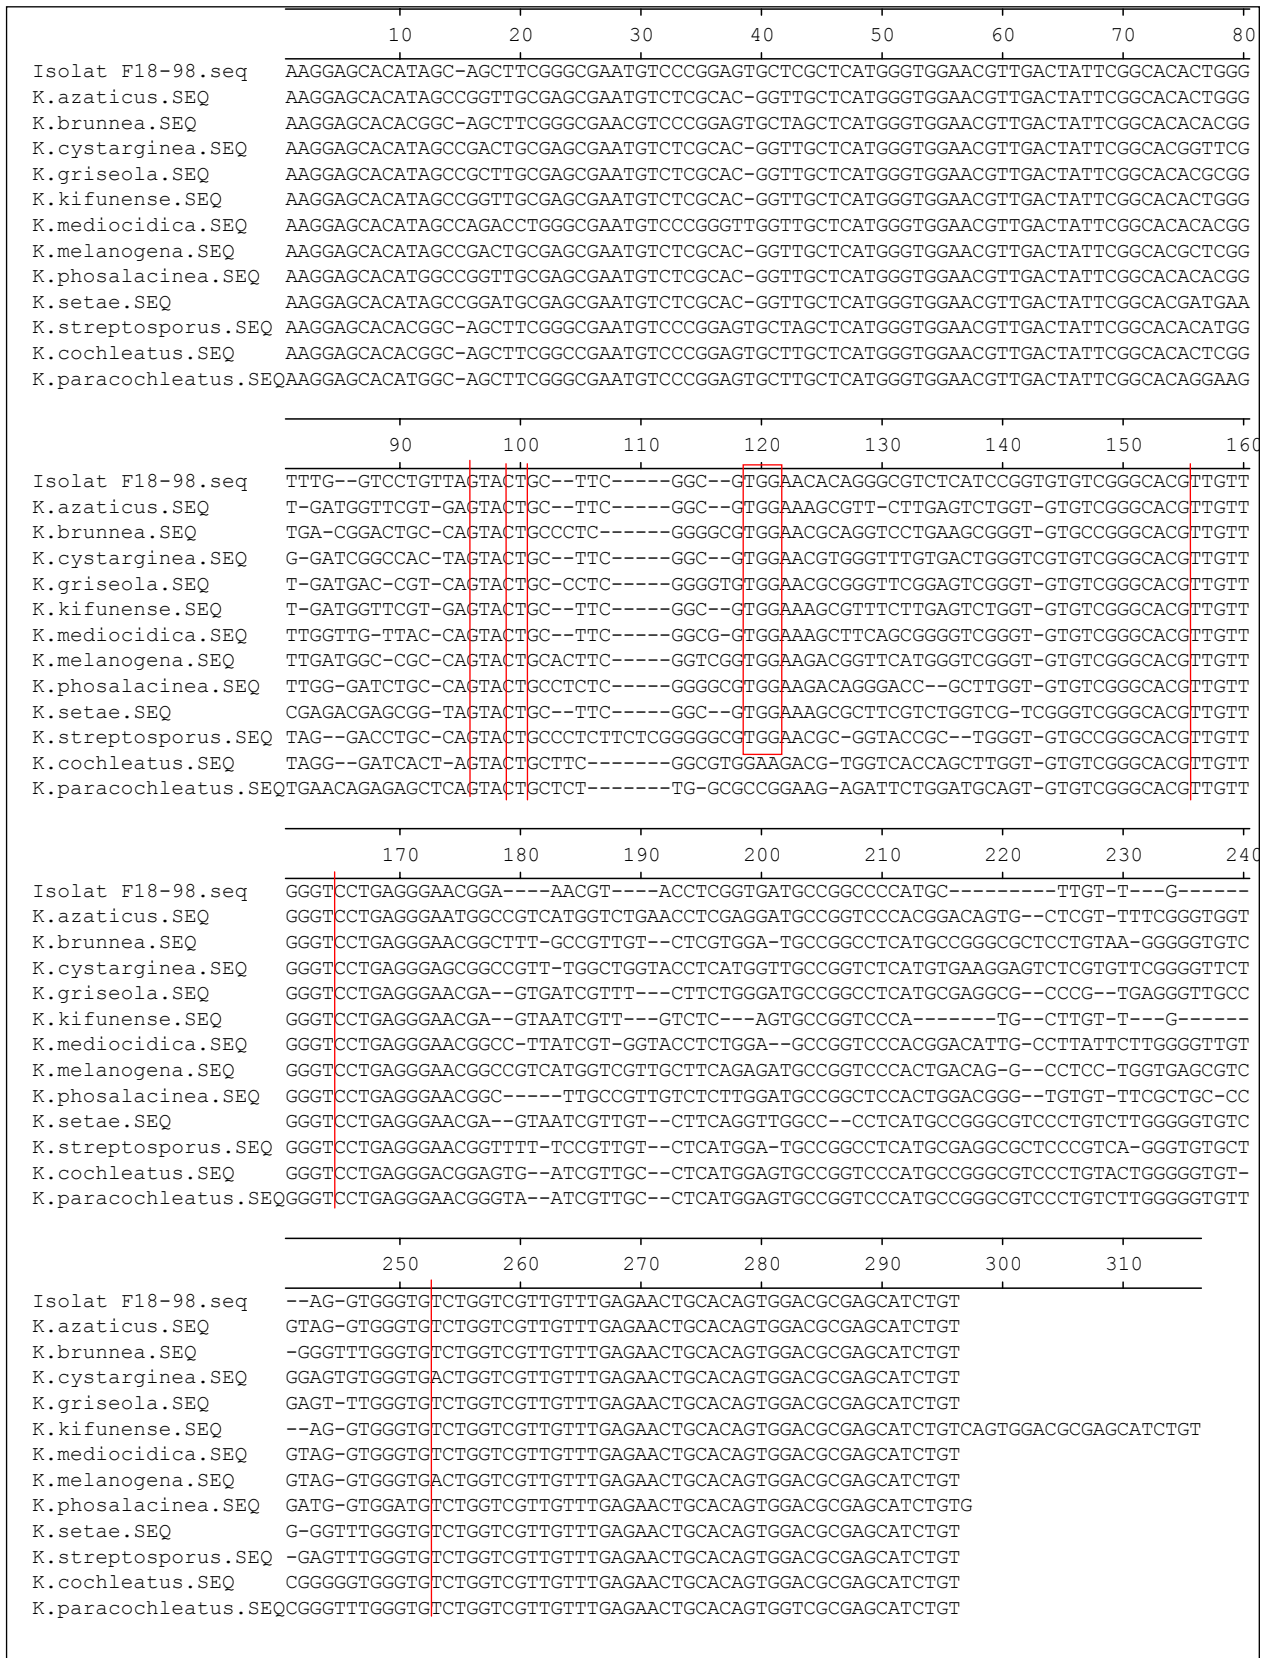 10 20 30 40 50 60 70 80
Isolat F18-98.seq AAGGAGCACATAGC-AGCTTCGGGCGAATGTCCCGGAGTGCTCGCTCATGGGTGGAACGTTGACTATTCGGCACACTGGG
K.azaticus.SEQ AAGGAGCACATAGCCGGTTGCGAGCGAATGTCTCGCAC-GGTTGCTCATGGGTGGAACGTTGACTATTCGGCACACTGGG
K.brunnea.SEQ AAGGAGCACACGGC-AGCTTCGGGCGAACGTCCCGGAGTGCTAGCTCATGGGTGGAACGTTGACTATTCGGCACACACGG
K.cystarginea.SEQ AAGGAGCACATAGCCGACTGCGAGCGAATGTCTCGCAC-GGTTGCTCATGGGTGGAACGTTGACTATTCGGCACGGTTCG
K.griseola.SEQ AAGGAGCACATAGCCGCTTGCGAGCGAATGTCTCGCAC-GGTTGCTCATGGGTGGAACGTTGACTATTCGGCACACGCGG
K.kifunense.SEQ AAGGAGCACATAGCCGGTTGCGAGCGAATGTCTCGCAC-GGTTGCTCATGGGTGGAACGTTGACTATTCGGCACACTGGG
K.mediocidica.SEQ AAGGAGCACATAGCCAGACCTGGGCGAATGTCCCGGGTTGGTTGCTCATGGGTGGAACGTTGACTATTCGGCACACACGG
K.melanogena.SEQ AAGGAGCACATAGCCGACTGCGAGCGAATGTCTCGCAC-GGTTGCTCATGGGTGGAACGTTGACTATTCGGCACGCTCGG
K.phosalacinea.SEQ AAGGAGCACATGGCCGGTTGCGAGCGAATGTCTCGCAC-GGTTGCTCATGGGTGGAACGTTGACTATTCGGCACACACGG
K.setae.SEQ AAGGAGCACATAGCCGGATGCGAGCGAATGTCTCGCAC-GGTTGCTCATGGGTGGAACGTTGACTATTCGGCACGATGAA
K.streptosporus.SEQ AAGGAGCACACGGC-AGCTTCGGGCGAATGTCCCGGAGTGCTAGCTCATGGGTGGAACGTTGACTATTCGGCACACATGG
K.cochleatus.SEQ AAGGAGCACACGGC-AGCTTCGGCCGAATGTCCCGGAGTGCTTGCTCATGGGTGGAACGTTGACTATTCGGCACACTCGG
K.paracochleatus.SEQAAGGAGCACATGGC-AGCTTCGGGCGAATGTCCCGGAGTGCTTGCTCATGGGTGGAACGTTGACTATTCGGCACAGGAAG
90 100 110 120 130 140 150 160
Isolat F18-98.seq TTTG--GTCCTGTTAGTACTGC--TTC-----GGC--GTGGAACACAGGGCGTCTCATCCGGTGTGTCGGGCACGTTGTT
K.azaticus.SEQ T-GATGGTTCGT-GAGTACTGC--TTC-----GGC--GTGGAAAGCGTT-CTTGAGTCTGGT-GTGTCGGGCACGTTGTT
K.brunnea.SEQ TGA-CGGACTGC-CAGTACTGCCCTC------GGGGCGTGGAACGCAGGTCCTGAAGCGGGT-GTGCCGGGCACGTTGTT
K.cystarginea.SEQ G-GATCGGCCAC-TAGTACTGC--TTC-----GGC--GTGGAACGTGGGTTTGTGACTGGGTCGTGTCGGGCACGTTGTT
K.griseola.SEQ T-GATGAC-CGT-CAGTACTGC-CCTC-----GGGGTGTGGAACGCGGGTTCGGAGTCGGGT-GTGTCGGGCACGTTGTT
K.kifunense.SEQ T-GATGGTTCGT-GAGTACTGC--TTC-----GGC--GTGGAAAGCGTTTCTTGAGTCTGGT-GTGTCGGGCACGTTGTT
K.mediocidica.SEQ TTGGTTG-TTAC-CAGTACTGC--TTC-----GGCG-GTGGAAAGCTTCAGCGGGGTCGGGT-GTGTCGGGCACGTTGTT
K.melanogena.SEQ TTGATGGC-CGC-CAGTACTGCACTTC-----GGTCGGTGGAAGACGGTTCATGGGTCGGGT-GTGTCGGGCACGTTGTT
K.phosalacinea.SEQ TTGG-GATCTGC-CAGTACTGCCTCTC-----GGGGCGTGGAAGACAGGGACC--GCTTGGT-GTGTCGGGCACGTTGTT
K.setae.SEQ CGAGACGAGCGG-TAGTACTGC--TTC-----GGC--GTGGAAAGCGCTTCGTCTGGTCG-TCGGGTCGGGCACGTTGTT
K.streptosporus.SEQ TAG--GACCTGC-CAGTACTGCCCTCTTCTCGGGGGCGTGGAACGC-GGTACCGC--TGGGT-GTGCCGGGCACGTTGTT
K.cochleatus.SEQ TAGG--GATCACT-AGTACTGCTTC-------GGCGTGGAAGACG-TGGTCACCAGCTTGGT-GTGTCGGGCACGTTGTT
K.paracochleatus.SEQTGAACAGAGAGCTCAGTACTGCTCT-------TG-GCGCCGGAAG-AGATTCTGGATGCAGT-GTGTCGGGCACGTTGTT
170 180 190 200 210 220 230 240
Isolat F18-98.seq GGGTCCTGAGGGAACGGA----AACGT----ACCTCGGTGATGCCGGCCCCATGC---------TTGT-T---G------
K.azaticus.SEQ GGGTCCTGAGGGAATGGCCGTCATGGTCTGAACCTCGAGGATGCCGGTCCCACGGACAGTG--CTCGT-TTTCGGGTGGT
K.brunnea.SEQ GGGTCCTGAGGGAACGGCTTT-GCCGTTGT--CTCGTGGA-TGCCGGCCTCATGCCGGGCGCTCCTGTAA-GGGGGTGTC
K.cystarginea.SEQ GGGTCCTGAGGGAGCGGCCGTT-TGGCTGGTACCTCATGGTTGCCGGTCTCATGTGAAGGAGTCTCGTGTTCGGGGTTCT
K.griseola.SEQ GGGTCCTGAGGGAACGA--GTGATCGTTT---CTTCTGGGATGCCGGCCTCATGCGAGGCG--CCCG--TGAGGGTTGCC
K.kifunense.SEQ GGGTCCTGAGGGAACGA--GTAATCGTT---GTCTC---AGTGCCGGTCCCA-------TG--CTTGT-T---G------
K.mediocidica.SEQ GGGTCCTGAGGGAACGGCC-TTATCGT-GGTACCTCTGGA--GCCGGTCCCACGGACATTG-CCTTATTCTTGGGGTTGT
K.melanogena.SEQ GGGTCCTGAGGGAACGGCCGTCATGGTCGTTGCTTCAGAGATGCCGGTCCCACTGACAG-G--CCTCC-TGGTGAGCGTC
K.phosalacinea.SEQ GGGTCCTGAGGGAACGGC-----TTGCCGTTGTCTCTTGGATGCCGGCTCCACTGGACGGG--TGTGT-TTCGCTGC-CC
K.setae.SEQ GGGTCCTGAGGGAACGA--GTAATCGTTGT--CTTCAGGTTGGCC--CCTCATGCCGGGCGTCCCTGTCTTGGGGGTGTC
K.streptosporus.SEQ GGGTCCTGAGGGAACGGTTTT-TCCGTTGT--CTCATGGA-TGCCGGCCTCATGCGAGGCGCTCCCGTCA-GGGTGTGCT
K.cochleatus.SEQ GGGTCCTGAGGGACGGAGTG--ATCGTTGC--CTCATGGAGTGCCGGTCCCATGCCGGGCGTCCCTGTACTGGGGGTGT-
K.paracochleatus.SEQGGGTCCTGAGGGAACGGGTA--ATCGTTGC--CTCATGGAGTGCCGGTCCCATGCCGGGCGTCCCTGTCTTGGGGGTGTT
250 260 270 280 290 300 310
Isolat F18-98.seq --AG-GTGGGTGTCTGGTCGTTGTTTGAGAACTGCACAGTGGACGCGAGCATCTGT
K.azaticus.SEQ GTAG-GTGGGTGTCTGGTCGTTGTTTGAGAACTGCACAGTGGACGCGAGCATCTGT
K.brunnea.SEQ -GGGTTTGGGTGTCTGGTCGTTGTTTGAGAACTGCACAGTGGACGCGAGCATCTGT
K.cystarginea.SEQ GGAGTGTGGGTGACTGGTCGTTGTTTGAGAACTGCACAGTGGACGCGAGCATCTGT
K.griseola.SEQ GAGT-TTGGGTGTCTGGTCGTTGTTTGAGAACTGCACAGTGGACGCGAGCATCTGT
K.kifunense.SEQ --AG-GTGGGTGTCTGGTCGTTGTTTGAGAACTGCACAGTGGACGCGAGCATCTGTCAGTGGACGCGAGCATCTGT
K.mediocidica.SEQ GTAG-GTGGGTGTCTGGTCGTTGTTTGAGAACTGCACAGTGGACGCGAGCATCTGT
K.melanogena.SEQ GTAG-GTGGGTGACTGGTCGTTGTTTGAGAACTGCACAGTGGACGCGAGCATCTGT
K.phosalacinea.SEQ GATG-GTGGATGTCTGGTCGTTGTTTGAGAACTGCACAGTGGACGCGAGCATCTGTG
K.setae.SEQ G-GGTTTGGGTGTCTGGTCGTTGTTTGAGAACTGCACAGTGGACGCGAGCATCTGT
K.streptosporus.SEQ -GAGTTTGGGTGTCTGGTCGTTGTTTGAGAACTGCACAGTGGACGCGAGCATCTGT
K.cochleatus.SEQ CGGGGGTGGGTGTCTGGTCGTTGTTTGAGAACTGCACAGTGGACGCGAGCATCTGT
K.paracochleatus.SEQCGGGTTTGGGTGTCTGGTCGTTGTTTGAGAACTGCACAGTGGTCGCGAGCATCTGT